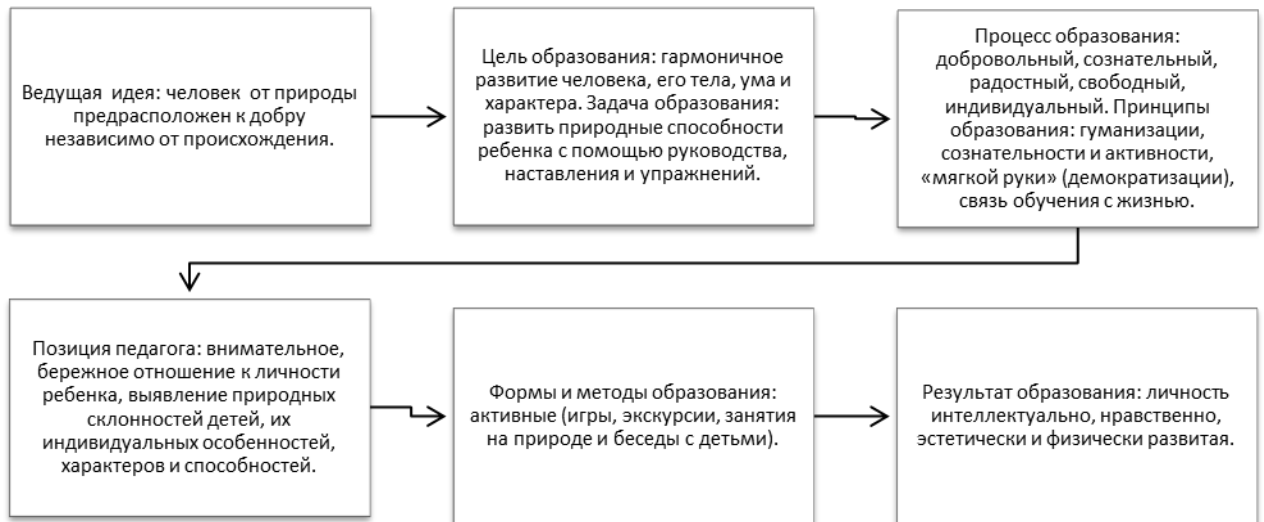 Ведущая идея: человек от природы
предрасположен к добру
независимо от происхождения.
Цель образования: гармоничное
развитие человека, его тела, ума и
характера. Задача образования:
развить природные способности
ребенка с помощью руководства,
наставления и упражнений.
Процесс образования:
добровольный, сознательный,
радостный, свободный,
индивидуальный. Принципы
образования: гуманизации,
сознательности и активности,
«мягкой руки» (демократизации),
связь обучения с жизнью.
Позиция педагога: внимательное,
бережное отношение к личности
ребенка, выявление природных
склонностей детей, их
индивидуальных особенностей,
характеров и способностей.
Формы и методы образования:
активные (игры, экскурсии, занятия
на природе и беседы с детьми).
Результат образования: личность
интеллектуально, нравственно,
эстетически и физически развитая.